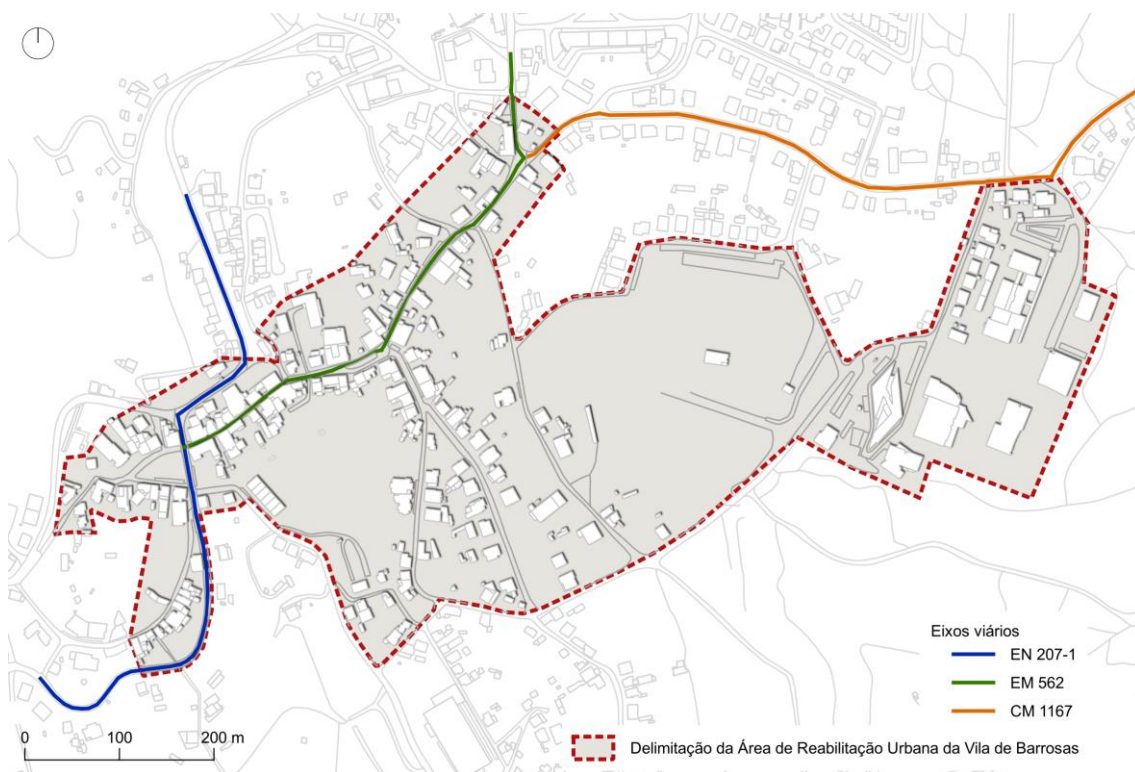 Eixos viários
EN 207-1
EM 562
CM 1167
0 100 200 m
Delimitação da Área de Reabilitação Urbana da Vila de Barrosas